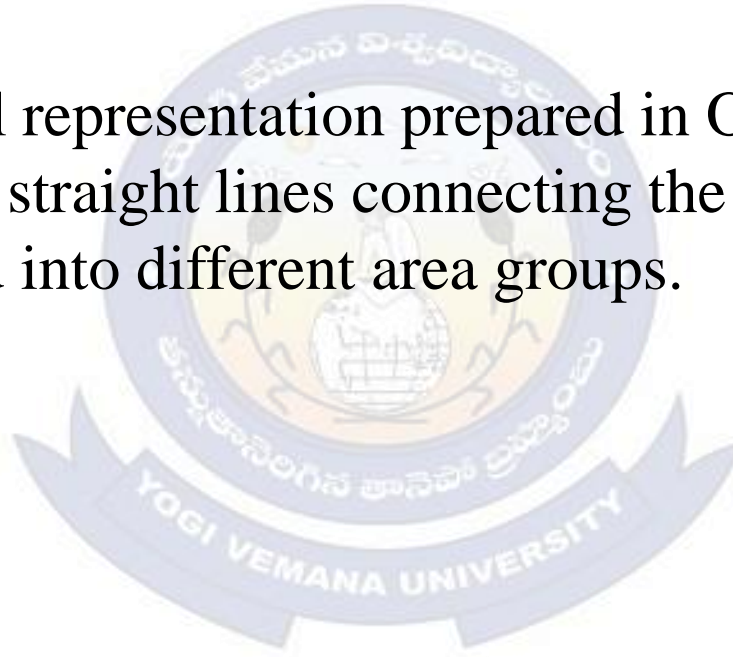 representation prepared in
straight lines connecting the
into different area groups.
YOGI VEMANA UNIVERSITY